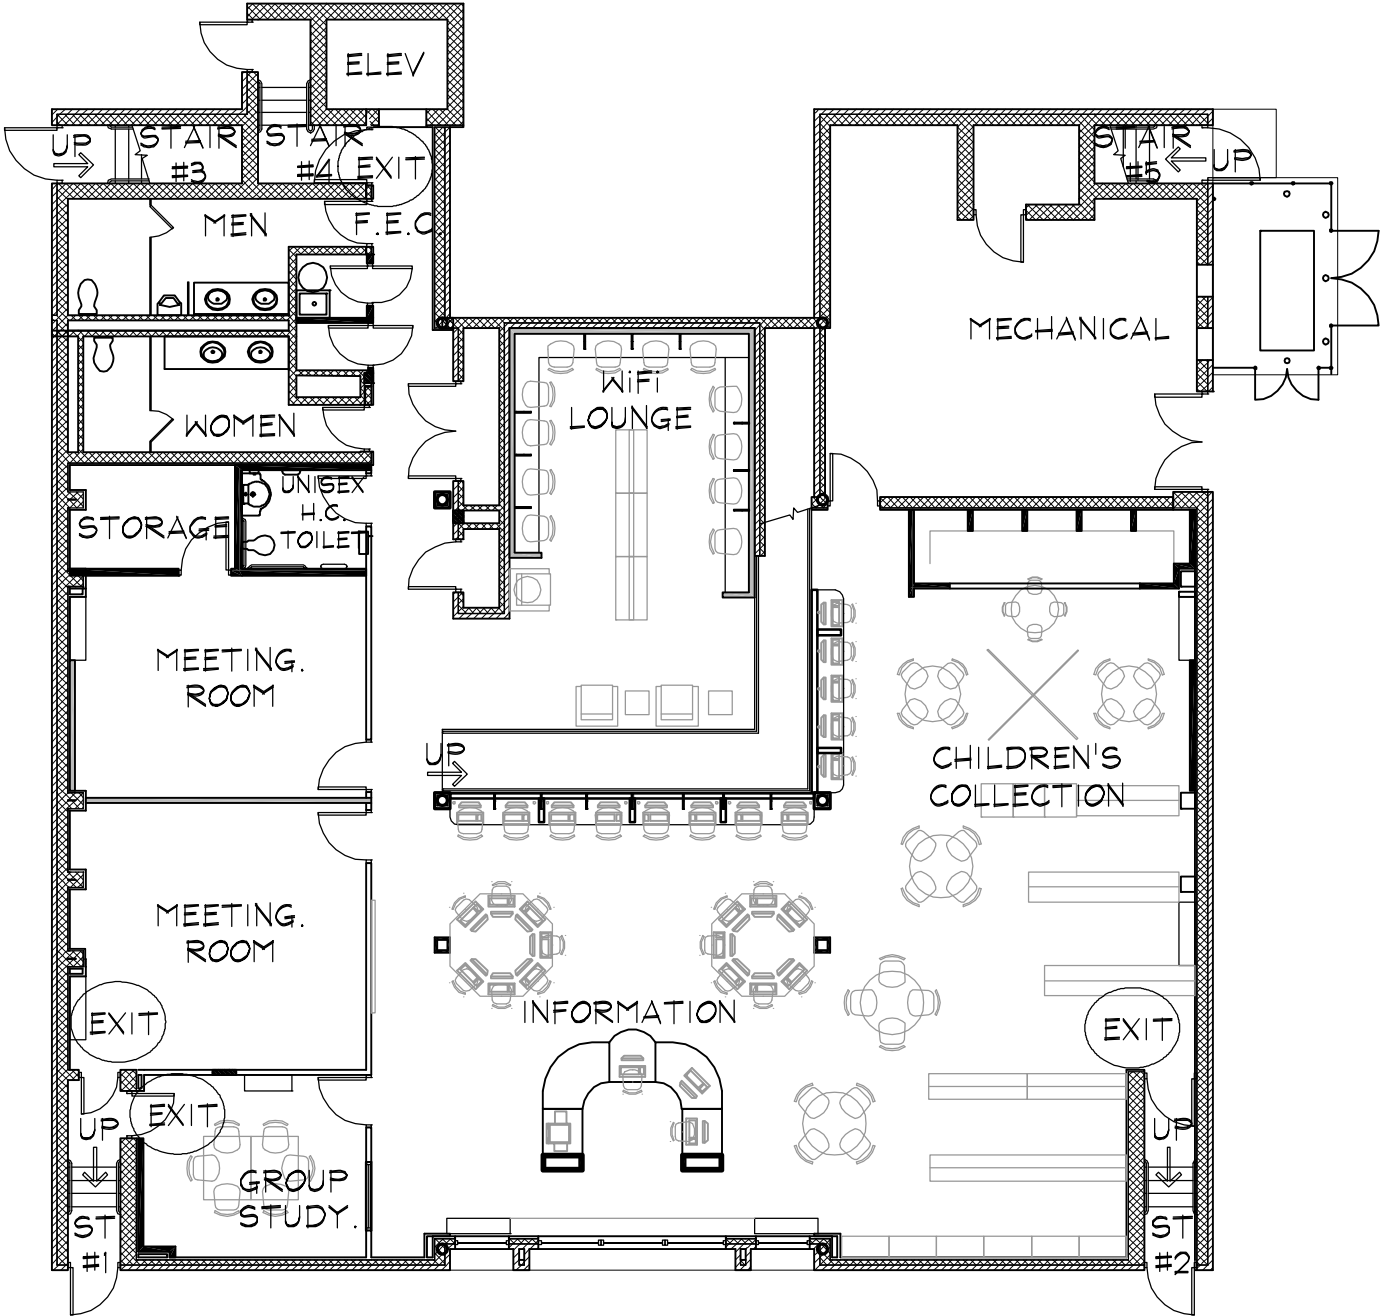 ELEV
UP
STAIR
#3
STAIR
#4
EXIT
STAIR
#5
UP
MEN
F.E.C
MECHANICAL
WiFi
LOUNGE
WOMEN
UNISEX
H.C.
TOILET
STORAGE
MEETING.
ROOM
UP
CHILDREN'S
COLLECTION
MEETING.
ROOM
INFORMATION
EXIT
EXIT
EXIT
UP
UP
GROUP
STUDY.
ST
#1
ST
#2